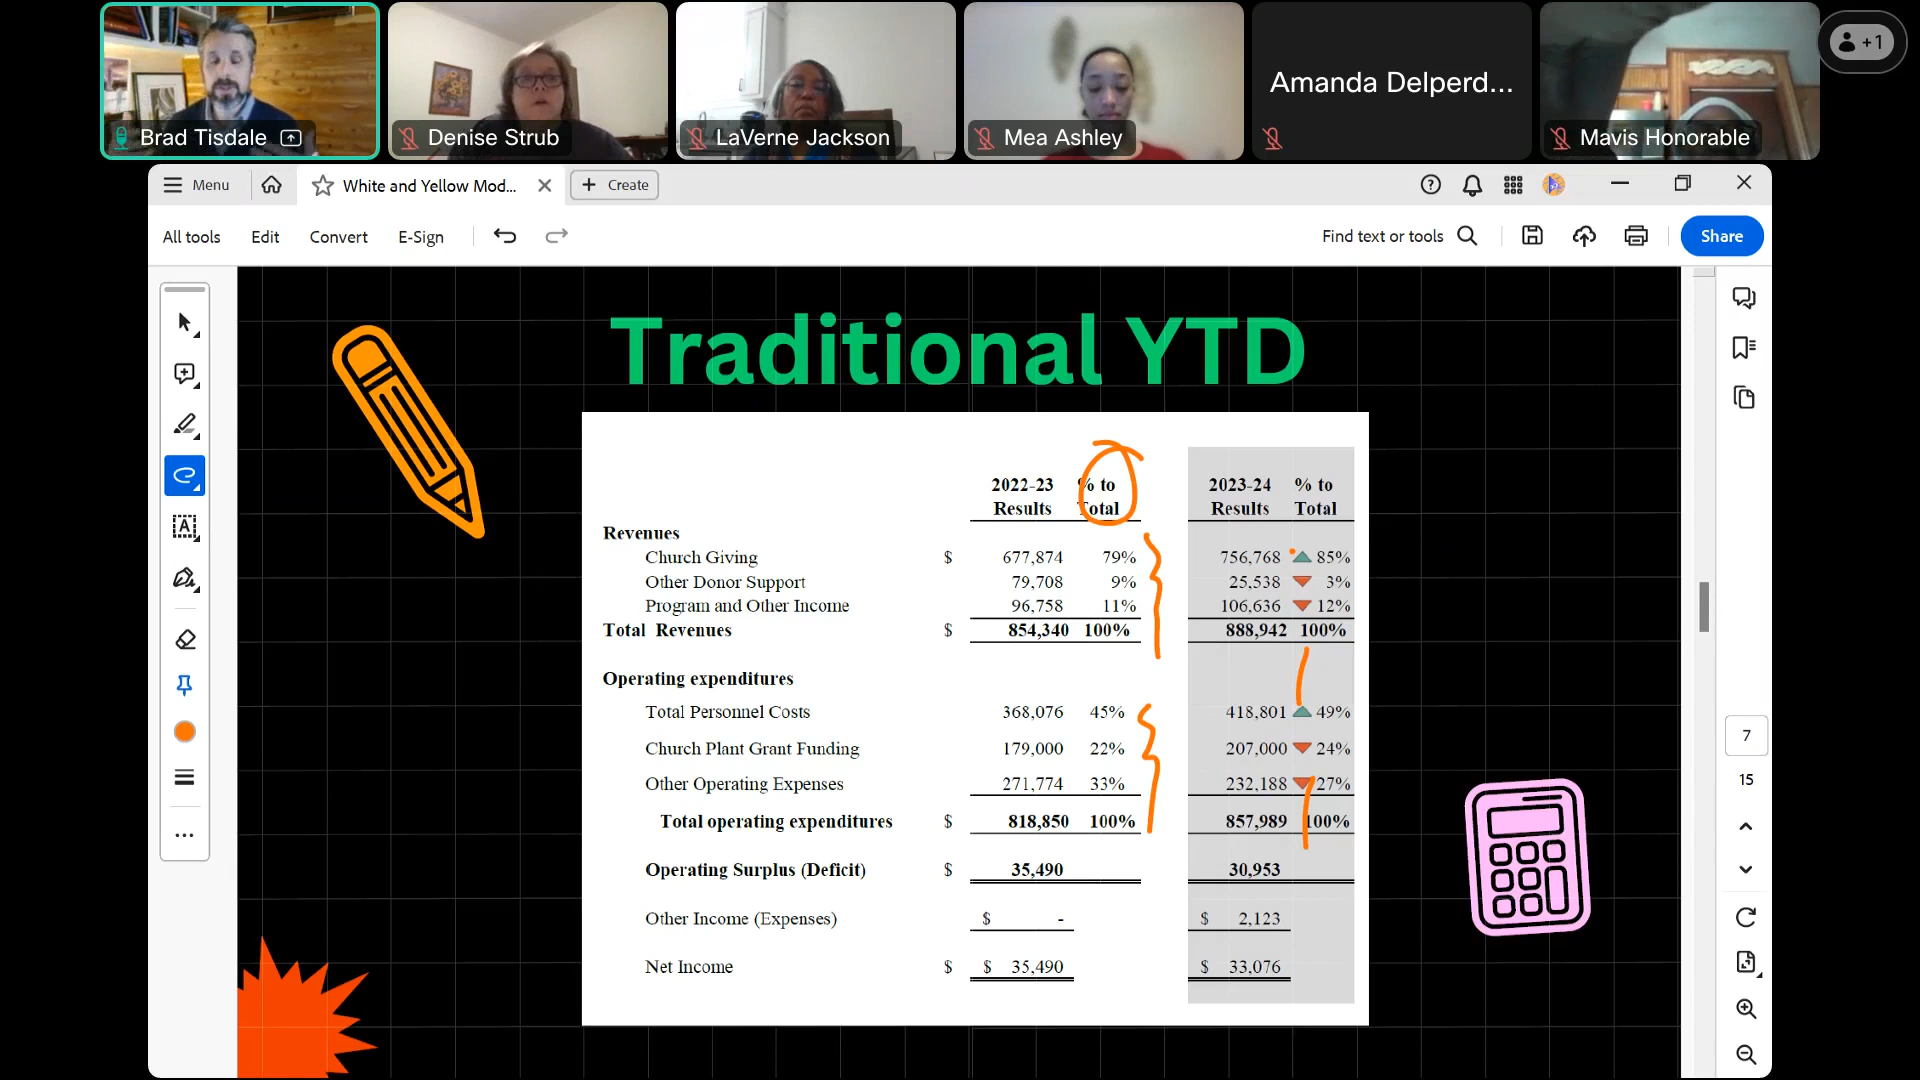 Brad Tisdale
Denise Strub
LaVerne Jackson
Mea Ashley
Amanda Delperd...
Mavis Honorable
+1
Menu
White and Yellow Mod...
Create
All tools
Edit
Convert
E-Sign
Find text or tools
Share
Traditional YTD
2022-23 % to 2023-24 % to
Results Total Results Total
Revenues
Church Giving $ 677,874 79% 756,768 85%
Other Donor Support 79,708 9% 25,538 3%
Program and Other Income 96,758 11% 106,636 12%
Total Revenues $ 854,340 100% 888,942 100%
Operating expenditures
Total Personnel Costs 368,076 45% 418,801 49%
Church Plant Grant Funding 179,000 22% 207,000 24%
Other Operating Expenses 271,774 33% 232,188 27%
Total operating expenditures $ 818,850 100% 857,989 100%
Operating Surplus (Deficit) $ 35,490 30,953
Other Income (Expenses) $ - $ 2,123
Net Income $ $ 35,490 $ 33,076
7
15